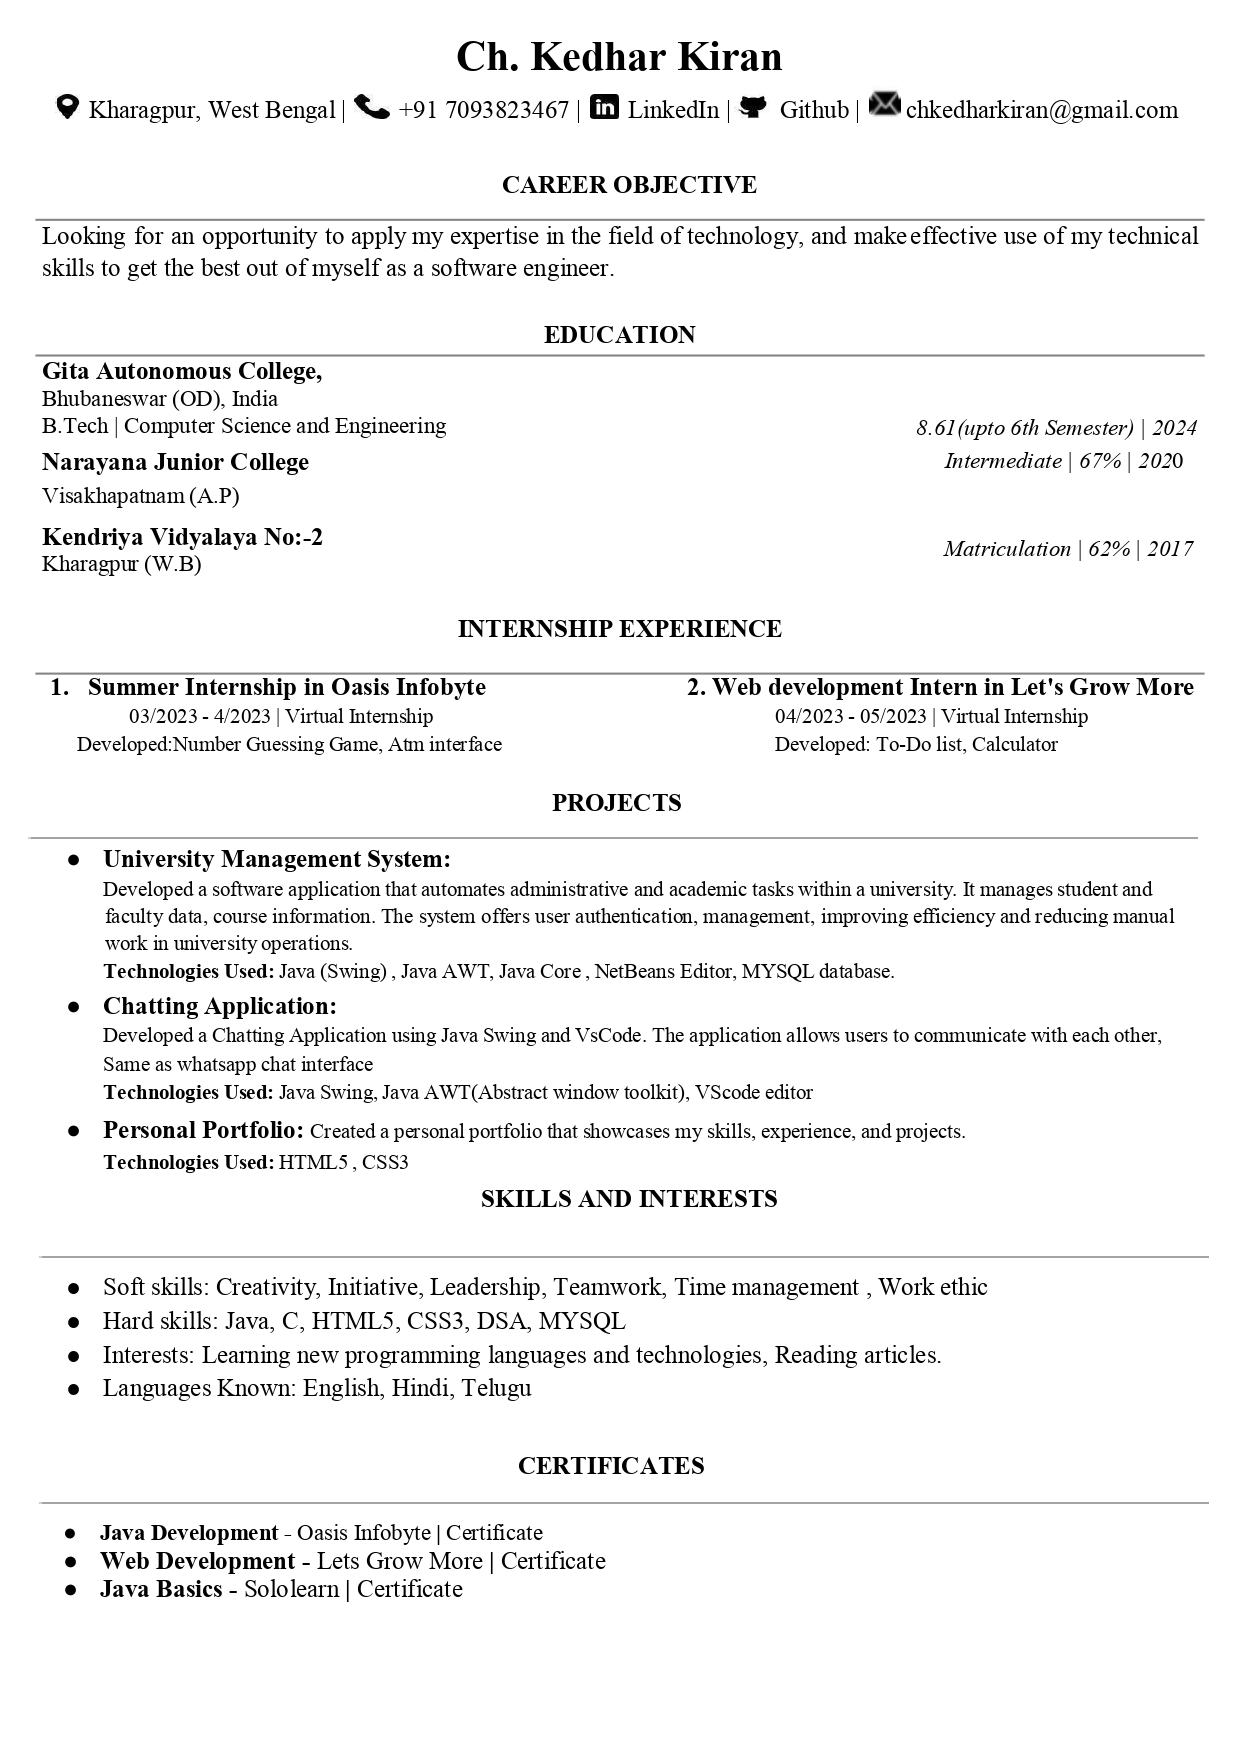 Ch. Kedhar Kiran
Kharagpur, West Bengal | +91 7093823467 | LinkedIn | Github | chkedharkiran@gmail.com
CAREER OBJECTIVE
Looking for an opportunity to apply my expertise in the field of technology, and make effective use of my technical
skills to get the best out of myself as a software engineer.
EDUCATION
Gita Autonomous College,
Bhubaneswar (OD), India
B.Tech | Computer Science and Engineering 8.61(upto 6th Semester) | 2024
Narayana Junior College Intermediate | 67% | 2020
Visakhapatnam (A.P)
Kendriya Vidyalaya No:-2
Matriculation | 62% | 2017
Kharagpur (W.B)
INTERNSHIP EXPERIENCE
1. Summer Internship in Oasis Infobyte
03/2023 - 4/2023 | Virtual Internship
Developed:Number Guessing Game, Atm interface
2. Web development Intern in Let's Grow More
04/2023 - 05/2023 | Virtual Internship
Developed: To-Do list, Calculator
PROJECTS
● University Management System:
Developed a software application that automates administrative and academic tasks within a university. It manages student and
faculty data, course information. The system offers user authentication, management, improving efficiency and reducing manual
work in university operations.
Technologies Used: Java (Swing) , Java AWT, Java Core , NetBeans Editor, MYSQL database.
● Chatting Application:
Developed a Chatting Application using Java Swing and VsCode. The application allows users to communicate with each other,
Same as whatsapp chat interface
Technologies Used: Java Swing, Java AWT(Abstract window toolkit), VScode editor
● Personal Portfolio: Created a personal portfolio that showcases my skills, experience, and projects.
Technologies Used: HTML5 , CSS3
SKILLS AND INTERESTS
● Soft skills: Creativity, Initiative, Leadership, Teamwork, Time management , Work ethic
● Hard skills: Java, C, HTML5, CSS3, DSA, MYSQL
● Interests: Learning new programming languages and technologies, Reading articles.
● Languages Known: English, Hindi, Telugu
CERTIFICATES
● Java Development - Oasis Infobyte | Certificate
● Web Development - Lets Grow More | Certificate
● Java Basics - Sololearn | Certificate